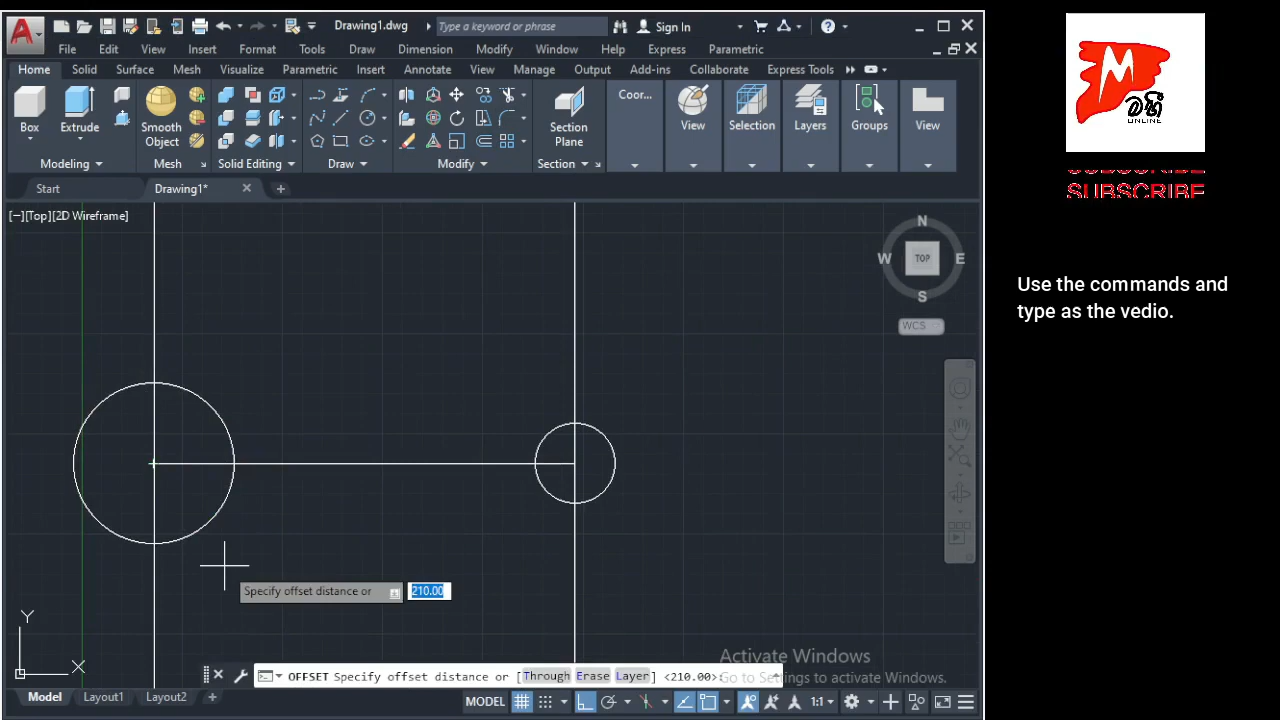 Drawing1.dwg
Type a keyword or phrase
Sign In
File Edit View Insert Format Tools Draw Dimension Modify Window Help Express Parametric
Home Solid Surface Mesh Visualize Parametric Insert Annotate View Manage Output Add-ins Collaborate Express Tools
Box
Extrude
Smooth
Object
Section
Plane
Coor...
View
Selection
Layers
Groups
View
Modeling
Mesh
Solid Editing
Draw
Modify
Section
Start
Drawing1*
[−][Top][2D Wireframe]
N
W
TOP
E
S
WCS
Specify offset distance or
210.00
Y
X
OFFSET Specify offset distance or [Through Erase Layer] <210.00>:
Activate Windows
Go to Settings to activate Windows.
Model Layout1 Layout2
MODEL
1:1
M
මහී
ONLINE
SUBSCRIBE
SUBSCRIBE
Use the commands and
type as the vedio.